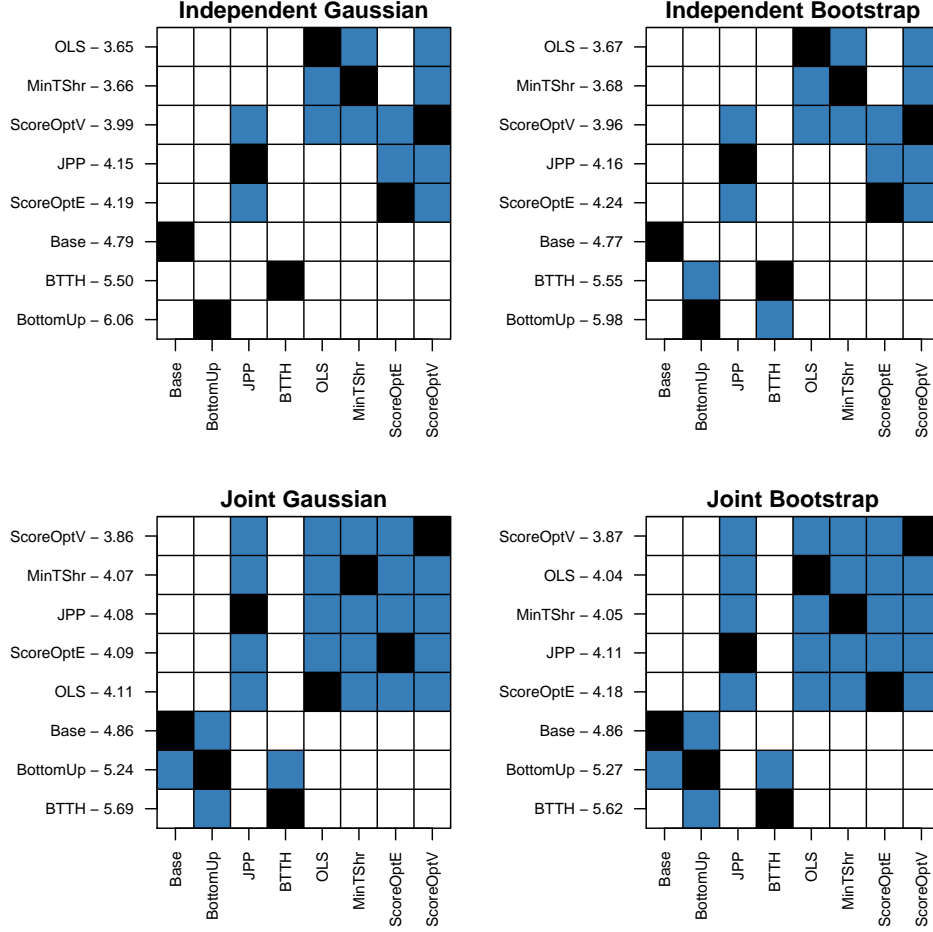 Independent Gaussian
OLS – 3.65
MinTShr – 3.66
ScoreOptV – 3.99
JPP – 4.15
ScoreOptE – 4.19
Base – 4.79
BTTH – 5.50
BottomUp – 6.06
Base
BottomUp
JPP
BTTH
OLS
MinTShr
ScoreOptE
ScoreOptV
Independent Bootstrap
OLS – 3.67
MinTShr – 3.68
ScoreOptV – 3.96
JPP – 4.16
ScoreOptE – 4.24
Base – 4.77
BTTH – 5.55
BottomUp – 5.98
Base
BottomUp
JPP
BTTH
OLS
MinTShr
ScoreOptE
ScoreOptV
Joint Gaussian
ScoreOptV – 3.86
MinTShr – 4.07
JPP – 4.08
ScoreOptE – 4.09
OLS – 4.11
Base – 4.86
BottomUp – 5.24
BTTH – 5.69
Base
BottomUp
JPP
BTTH
OLS
MinTShr
ScoreOptE
ScoreOptV
Joint Bootstrap
ScoreOptV – 3.87
OLS – 4.04
MinTShr – 4.05
JPP – 4.11
ScoreOptE – 4.18
Base – 4.86
BottomUp – 5.27
BTTH – 5.62
Base
BottomUp
JPP
BTTH
OLS
MinTShr
ScoreOptE
ScoreOptV